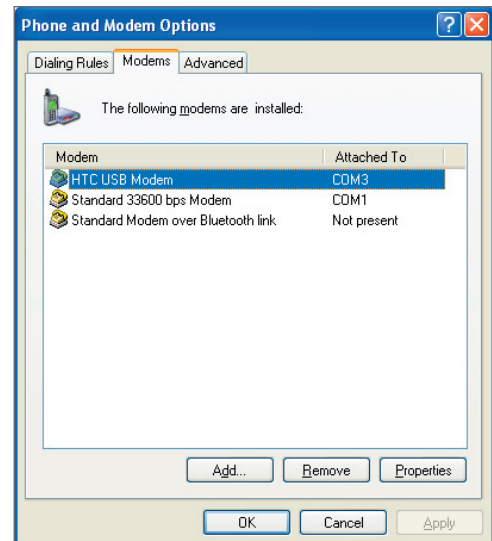 Phone and Modem Options
Dialing Rules Modems Advanced
The following modems are installed:
Modem Attached To
HTC USB Modem COM3
Standard 33600 bps Modem COM1
Standard Modem over Bluetooth link Not present
Add... Remove Properties
OK Cancel Apply